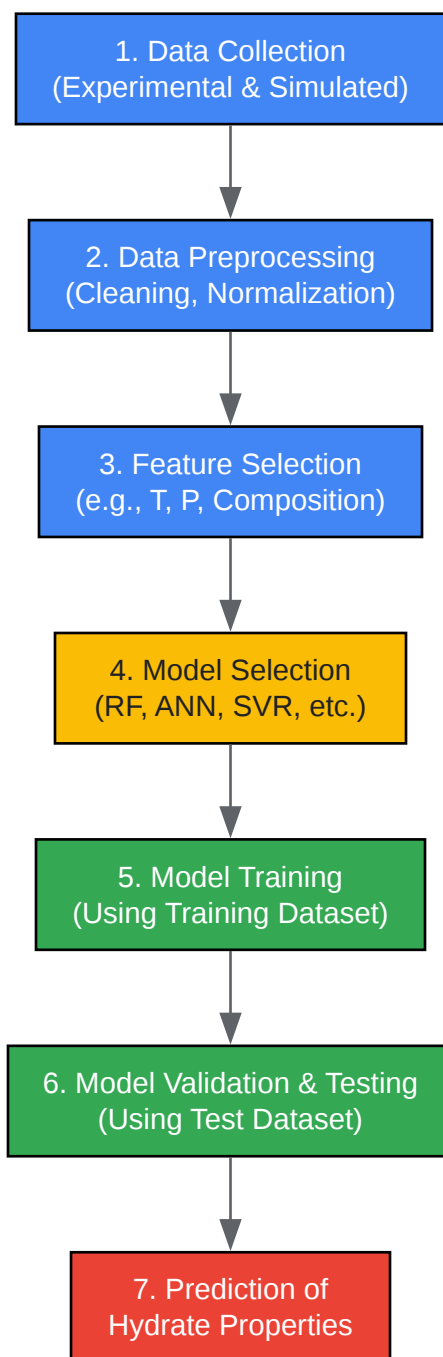 1. Data Collection
(Experimental & Simulated)
2. Data Preprocessing
(Cleaning, Normalization)
3. Feature Selection
(e.g., T, P, Composition)
4. Model Selection
(RF, ANN, SVR, etc.)
5. Model Training
(Using Training Dataset)
6. Model Validation & Testing
(Using Test Dataset)
7. Prediction of
Hydrate Properties